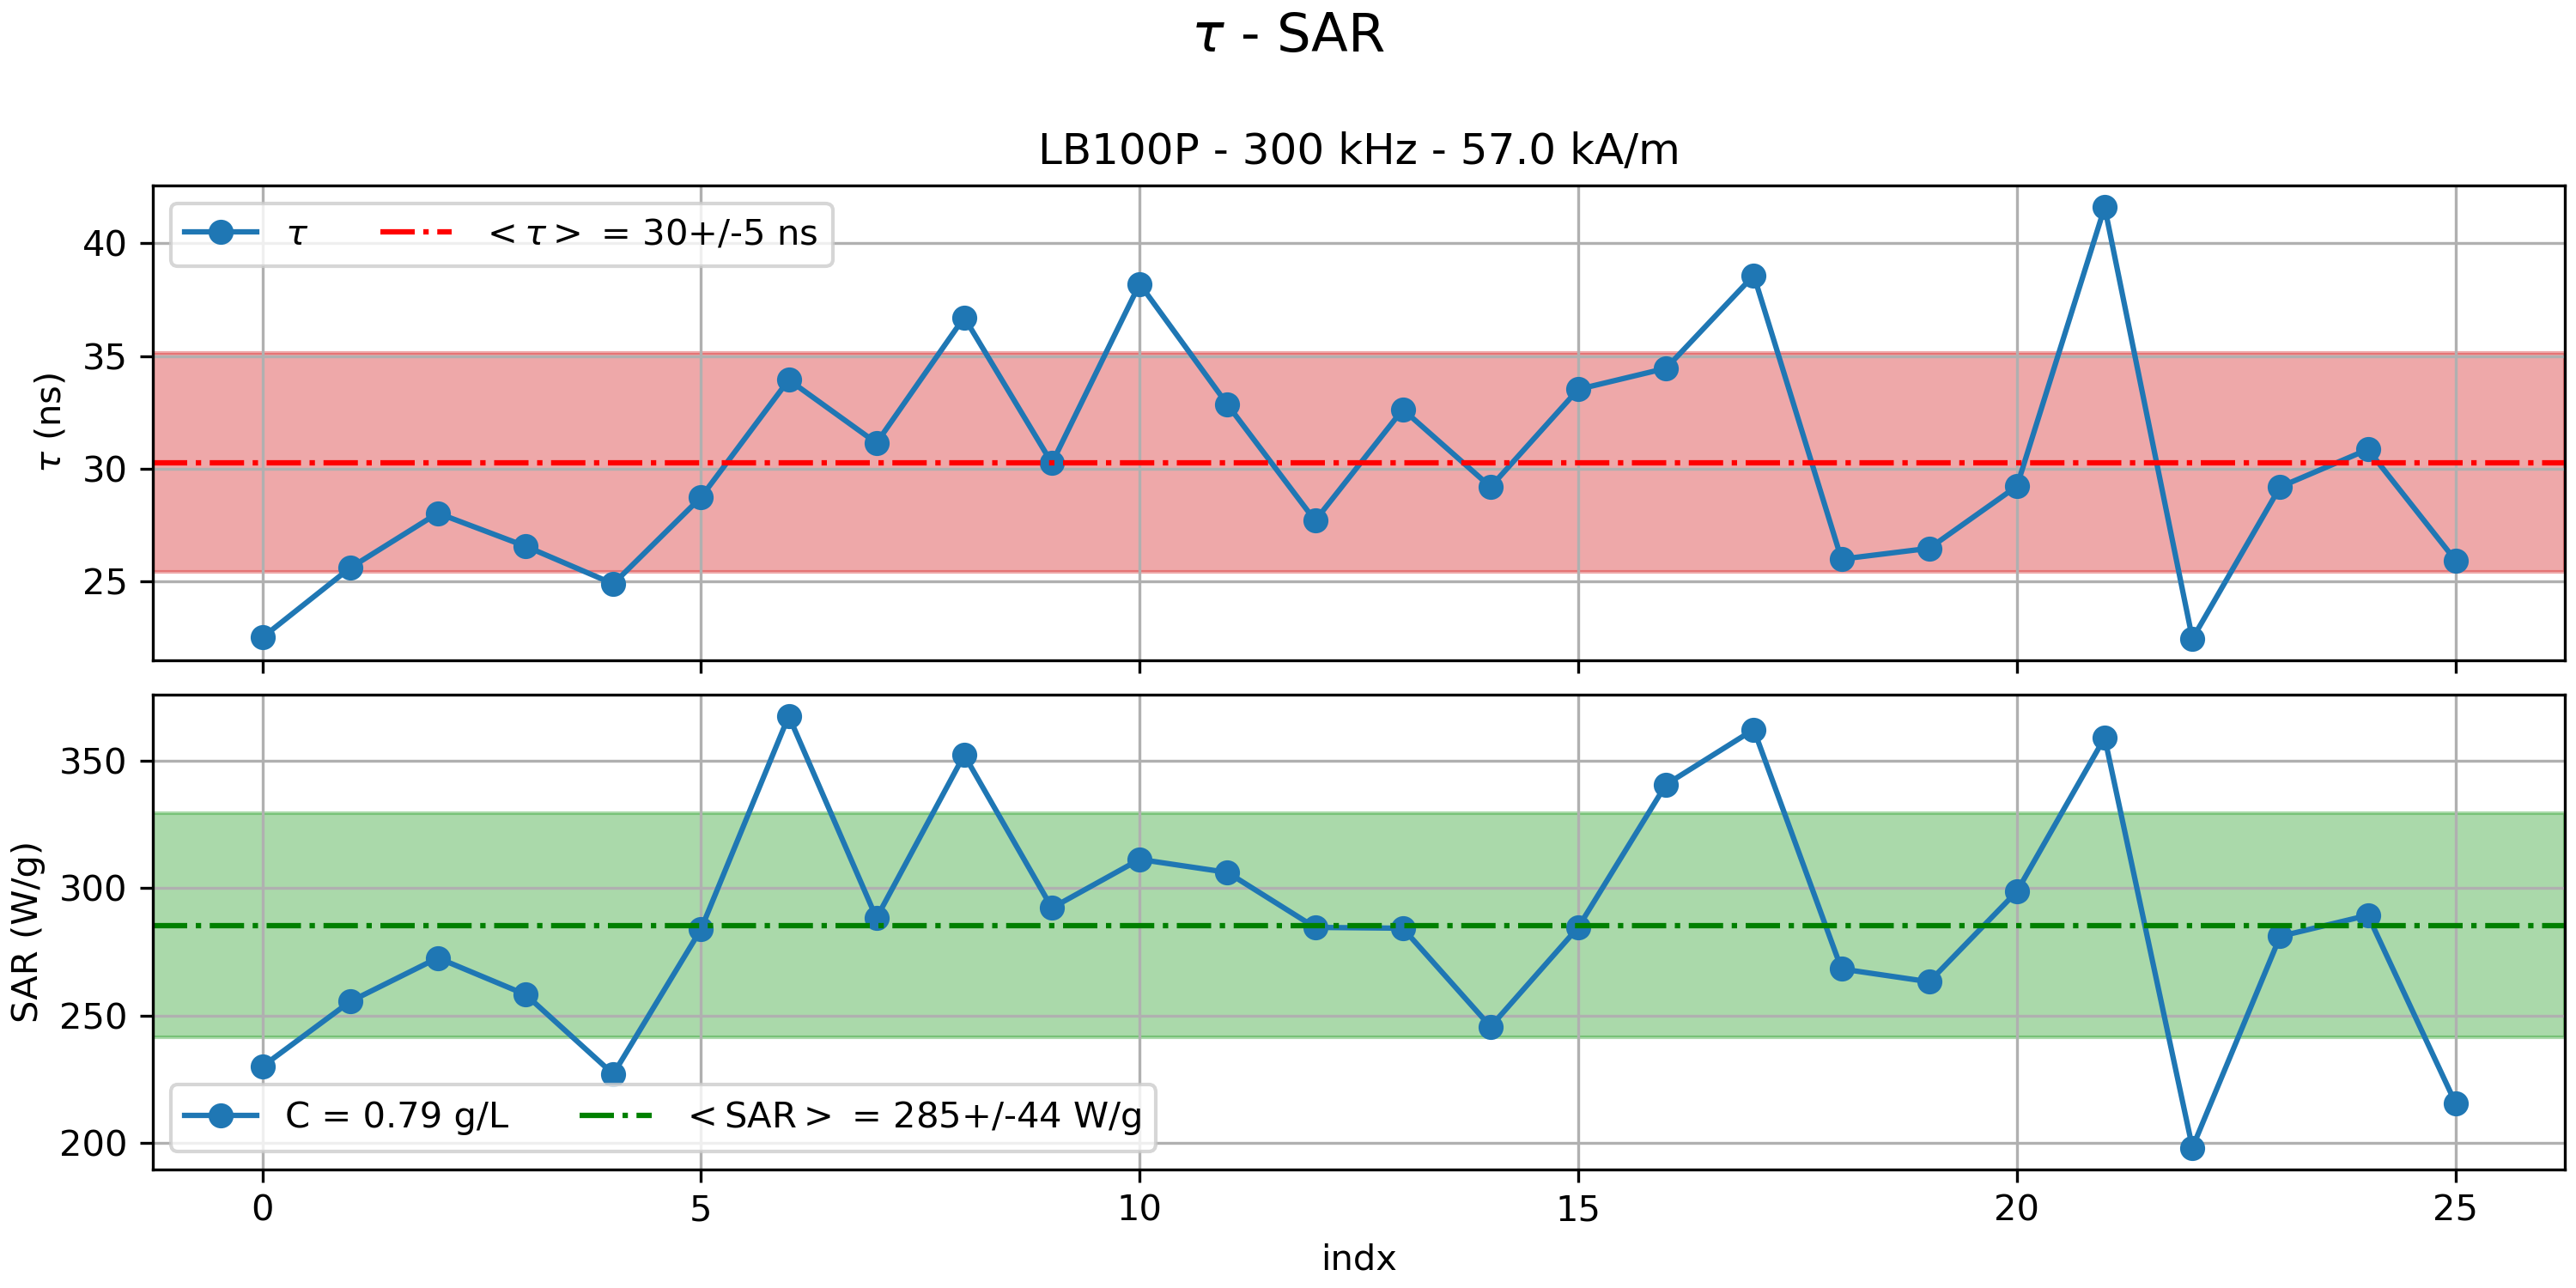 τ - SAR
LB100P - 300 kHz - 57.0 kA/m
τ <τ> = 30+/-5 ns
τ (ns)
40
35
30
25
C = 0.79 g/L <SAR> = 285+/-44 W/g
SAR (W/g)
350
300
250
200
0 5 10 15 20 25
indx